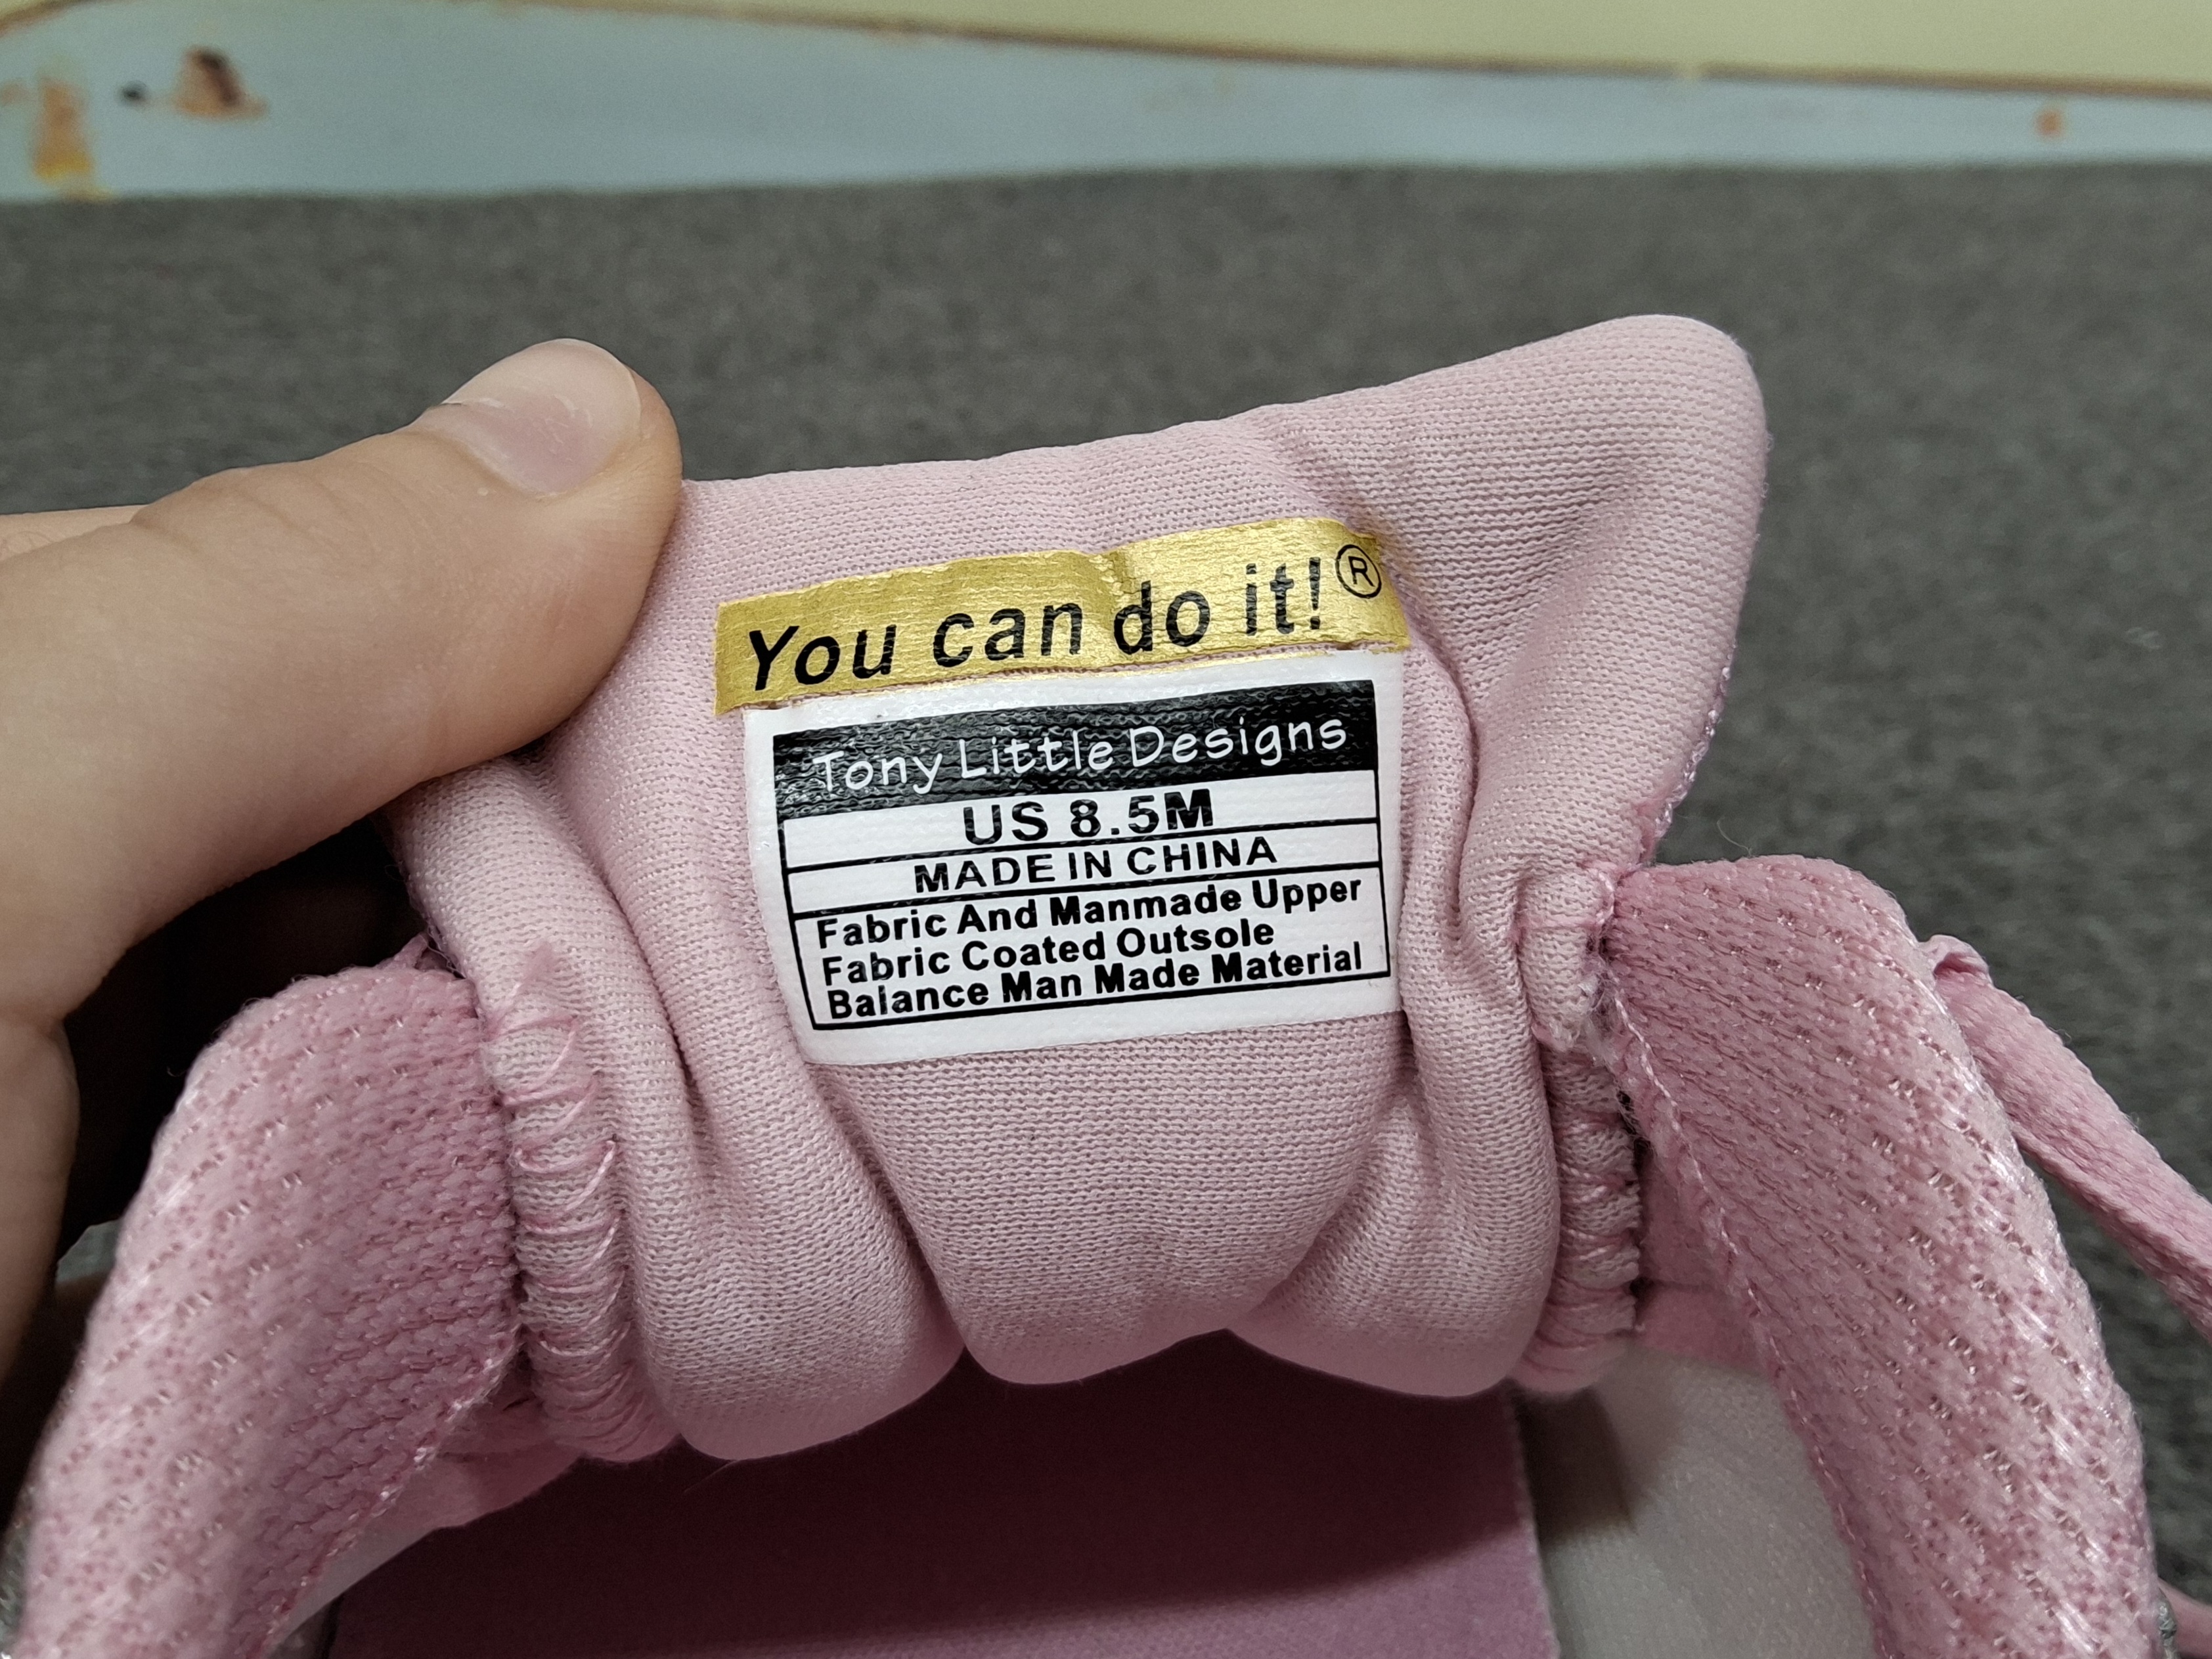 You can do it!®
Tony Little Designs
US 8.5M
MADE IN CHINA
Fabric And Manmade Upper
Fabric Coated Outsole
Balance Man Made Material